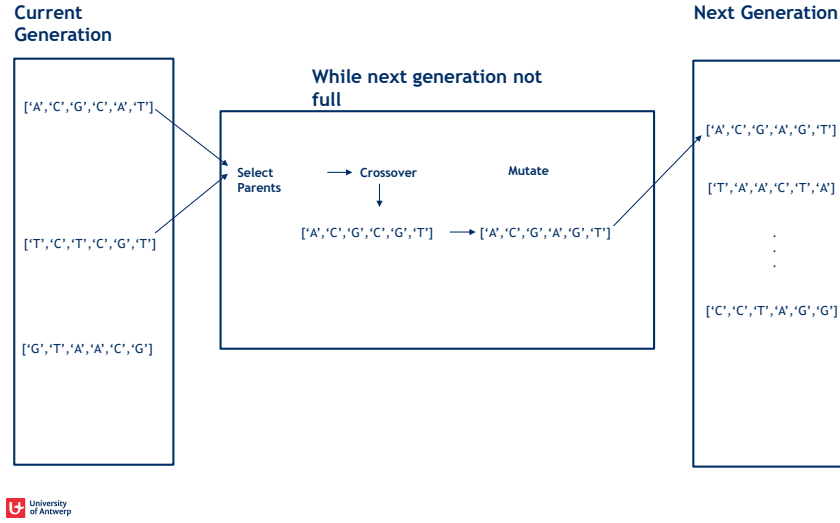 Current
Generation
Next Generation
While next generation not
full
[‘A’,‘C’,‘G’,‘C’,‘A’,‘T’]
[‘T’,‘C’,‘T’,‘C’,‘G’,‘T’]
[‘G’,‘T’,‘A’,‘A’,‘C’,‘G’]
Select
Parents
Crossover
Mutate
[‘A’,‘C’,‘G’,‘C’,‘G’,‘T’]
[‘A’,‘C’,‘G’,‘A’,‘G’,‘T’]
[‘A’,‘C’,‘G’,‘A’,‘G’,‘T’]
[‘T’,‘A’,‘A’,‘C’,‘T’,‘A’]
.
.
.
[‘C’,‘C’,‘T’,‘A’,‘G’,‘G’]
University
of Antwerp